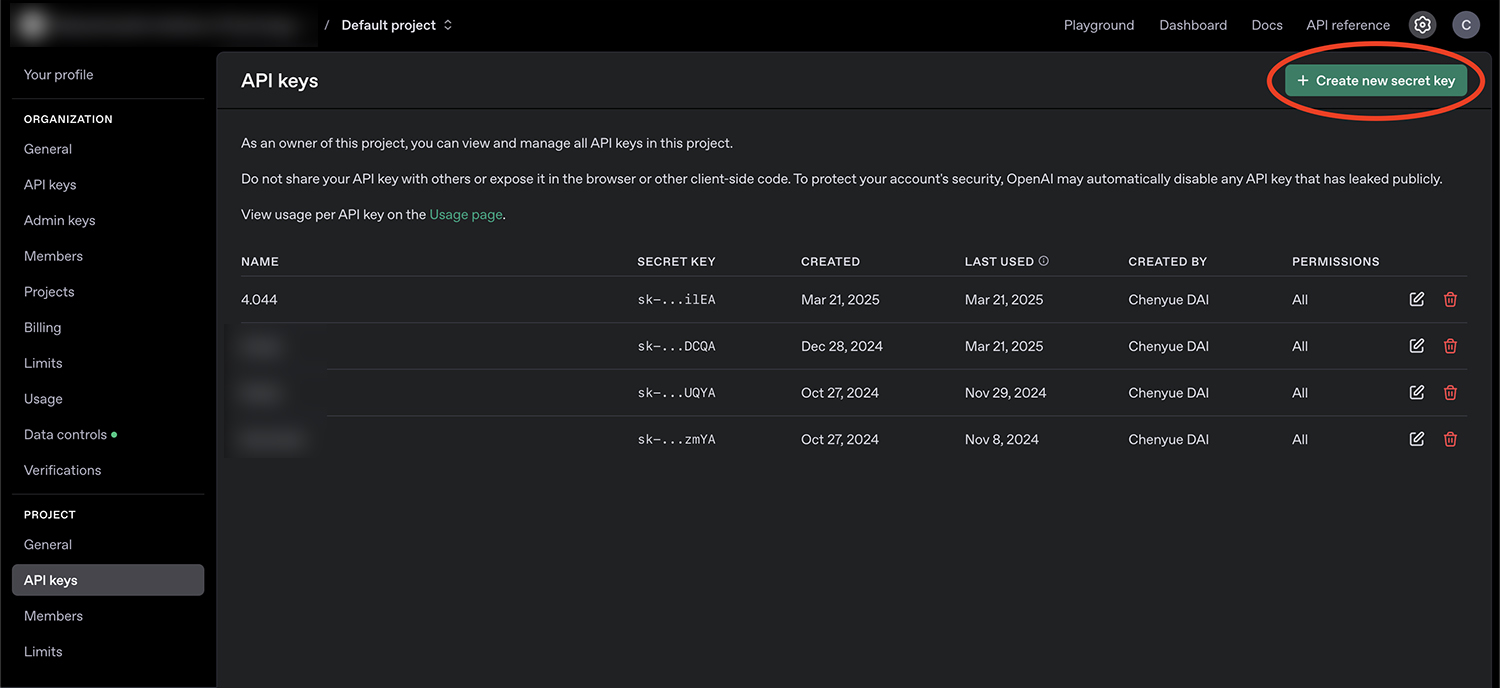 / Default project
Playground Dashboard Docs API reference C
Your profile
ORGANIZATION
General
API keys
Admin keys
Members
Projects
Billing
Limits
Usage
Data controls
Verifications
PROJECT
General
API keys
Members
Limits
API keys
+ Create new secret key
As an owner of this project, you can view and manage all API keys in this project.
Do not share your API key with others or expose it in the browser or other client-side code. To protect your account's security, OpenAI may automatically disable any API key that has leaked publicly.
View usage per API key on the Usage page.
NAME SECRET KEY CREATED LAST USED CREATED BY PERMISSIONS
4.044 sk-...ilEA Mar 21, 2025 Mar 21, 2025 Chenyue DAI All
sk-...DCQA Dec 28, 2024 Mar 21, 2025 Chenyue DAI All
sk-...UQYA Oct 27, 2024 Nov 29, 2024 Chenyue DAI All
sk-...zmYA Oct 27, 2024 Nov 8, 2024 Chenyue DAI All